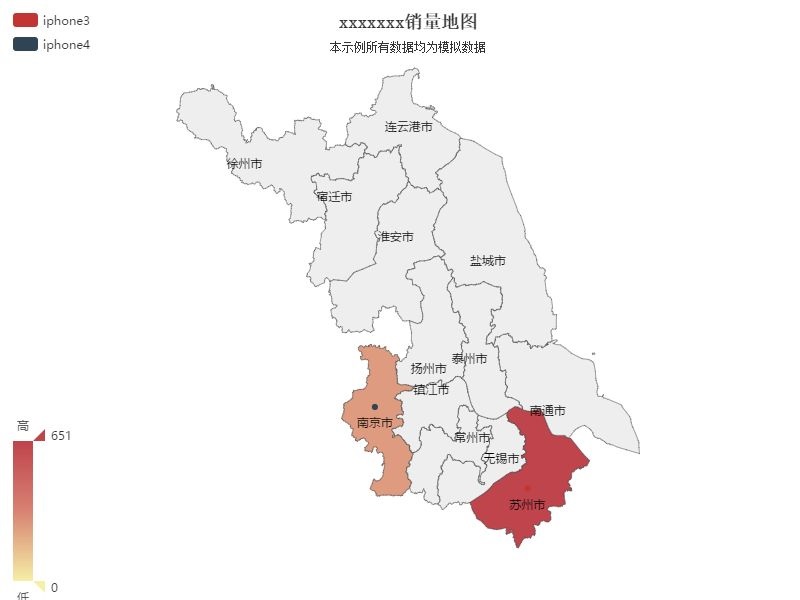 iphone3
iphone4
xxxxxxx销量地图
本示例所有数据均为模拟数据
连云港市
徐州市
宿迁市
淮安市
盐城市
泰州市
扬州市
镇江市
南通市
南京市
常州市
无锡市
苏州市
高
651
0
低